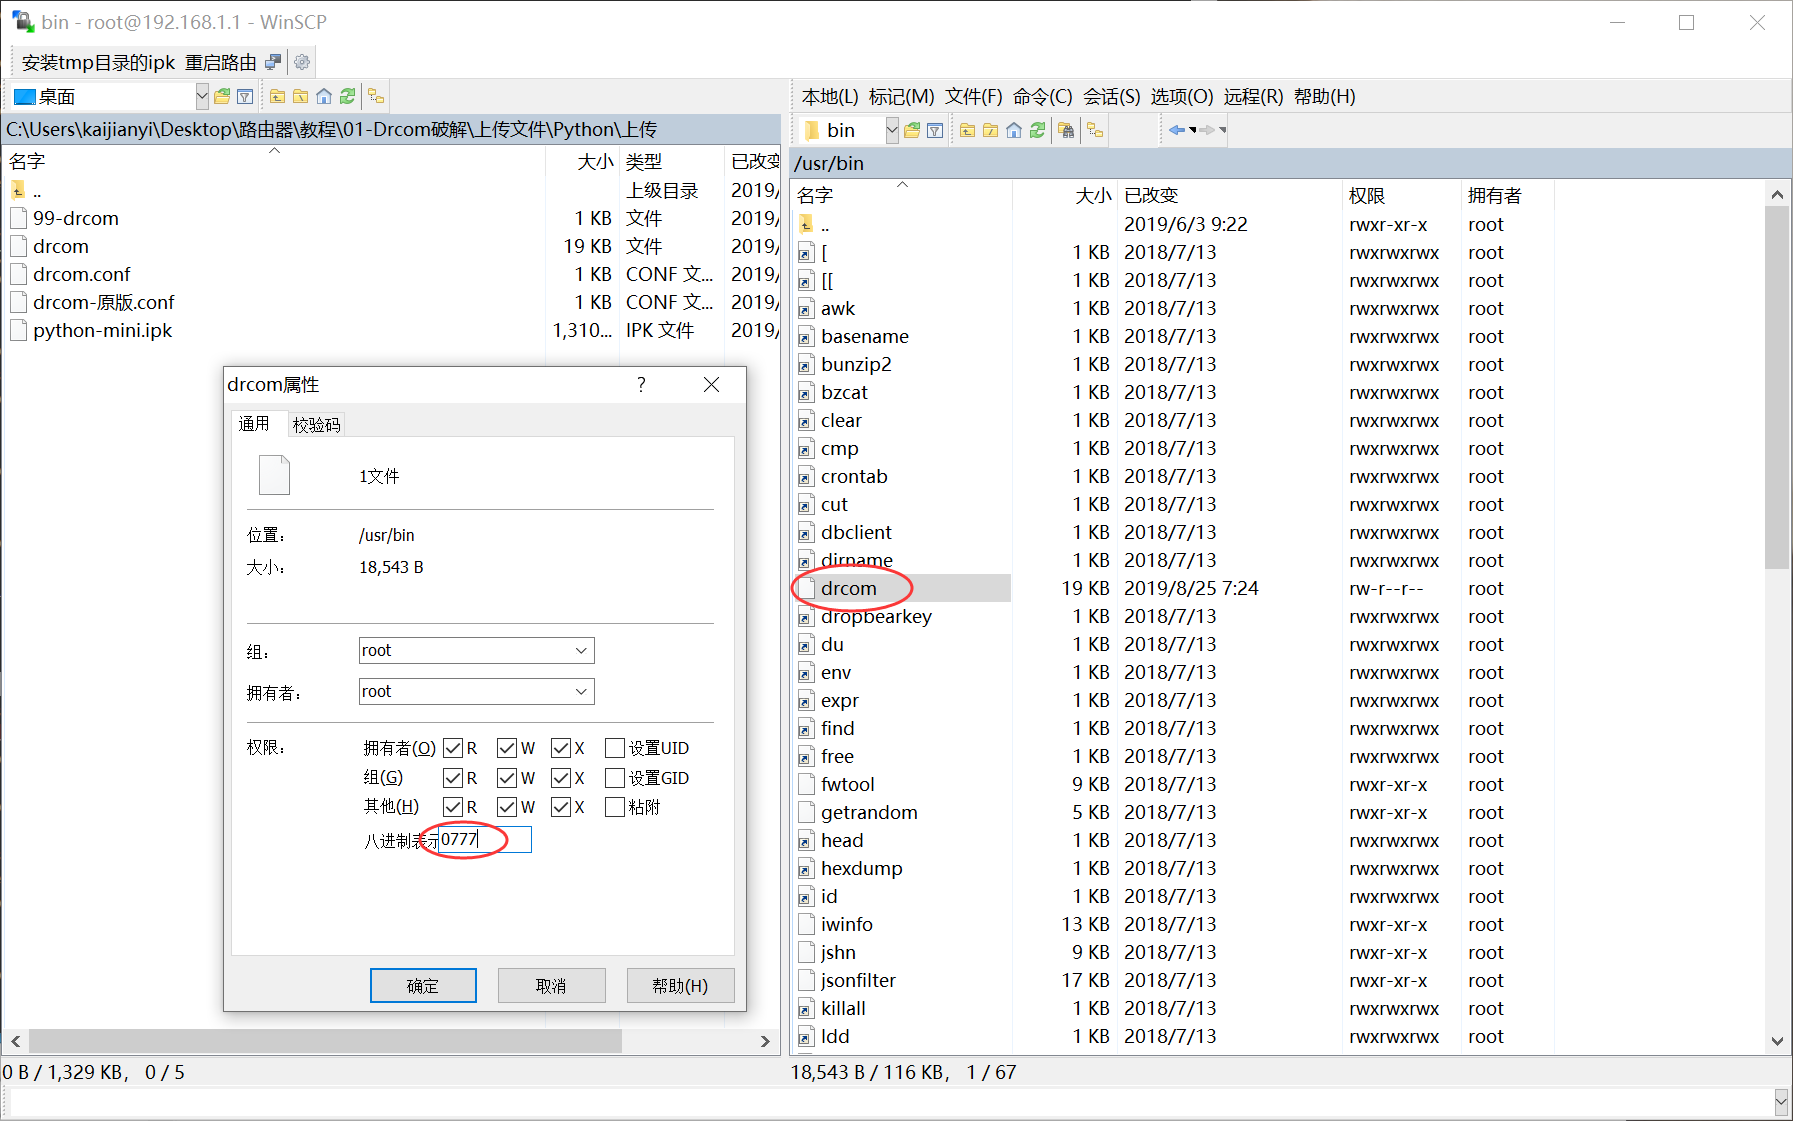 bin - root@192.168.1.1 - WinSCP
安装tmp目录的ipk 重启路由
桌面
C:\Users\kaijianyi\Desktop\路由器\教程\01-Drcom破解\上传文件\Python\上传
名字 大小 类型 已改变
.. 上级目录 2019/
99-drcom 1 KB 文件 2019/
drcom 19 KB 文件 2019/
drcom.conf 1 KB CONF 文... 2019/
drcom-原版.conf 1 KB CONF 文... 2019/
python-mini.ipk 1,310... IPK 文件 2019/
drcom属性 ?
通用 校验码
1文件
位置: /usr/bin
大小: 18,543 B
组: root
拥有者: root
权限: 拥有者(O) R W X 设置UID
组(G) R W X 设置GID
其他(H) R W X 粘附
八进制表示 0777
确定 取消 帮助(H)
0 B / 1,329 KB, 0 / 5
本地(L) 标记(M) 文件(F) 命令(C) 会话(S) 选项(O) 远程(R) 帮助(H)
bin
/usr/bin
名字 大小 已改变 权限 拥有者
.. 2019/6/3 9:22 rwxr-xr-x root
[ 1 KB 2018/7/13 rwxrwxrwx root
[[ 1 KB 2018/7/13 rwxrwxrwx root
awk 1 KB 2018/7/13 rwxrwxrwx root
basename 1 KB 2018/7/13 rwxrwxrwx root
bunzip2 1 KB 2018/7/13 rwxrwxrwx root
bzcat 1 KB 2018/7/13 rwxrwxrwx root
clear 1 KB 2018/7/13 rwxrwxrwx root
cmp 1 KB 2018/7/13 rwxrwxrwx root
crontab 1 KB 2018/7/13 rwxrwxrwx root
cut 1 KB 2018/7/13 rwxrwxrwx root
dbclient 1 KB 2018/7/13 rwxrwxrwx root
dirname 1 KB 2018/7/13 rwxrwxrwx root
drcom 19 KB 2019/8/25 7:24 rw-r--r-- root
dropbearkey 1 KB 2018/7/13 rwxrwxrwx root
du 1 KB 2018/7/13 rwxrwxrwx root
env 1 KB 2018/7/13 rwxrwxrwx root
expr 1 KB 2018/7/13 rwxrwxrwx root
find 1 KB 2018/7/13 rwxrwxrwx root
free 1 KB 2018/7/13 rwxrwxrwx root
fwtool 9 KB 2018/7/13 rwxr-xr-x root
getrandom 5 KB 2018/7/13 rwxr-xr-x root
head 1 KB 2018/7/13 rwxrwxrwx root
hexdump 1 KB 2018/7/13 rwxrwxrwx root
id 1 KB 2018/7/13 rwxrwxrwx root
iwinfo 13 KB 2018/7/13 rwxr-xr-x root
jshn 9 KB 2018/7/13 rwxr-xr-x root
jsonfilter 17 KB 2018/7/13 rwxr-xr-x root
killall 1 KB 2018/7/13 rwxrwxrwx root
ldd 1 KB 2018/7/13 rwxrwxrwx root
18,543 B / 116 KB, 1 / 67